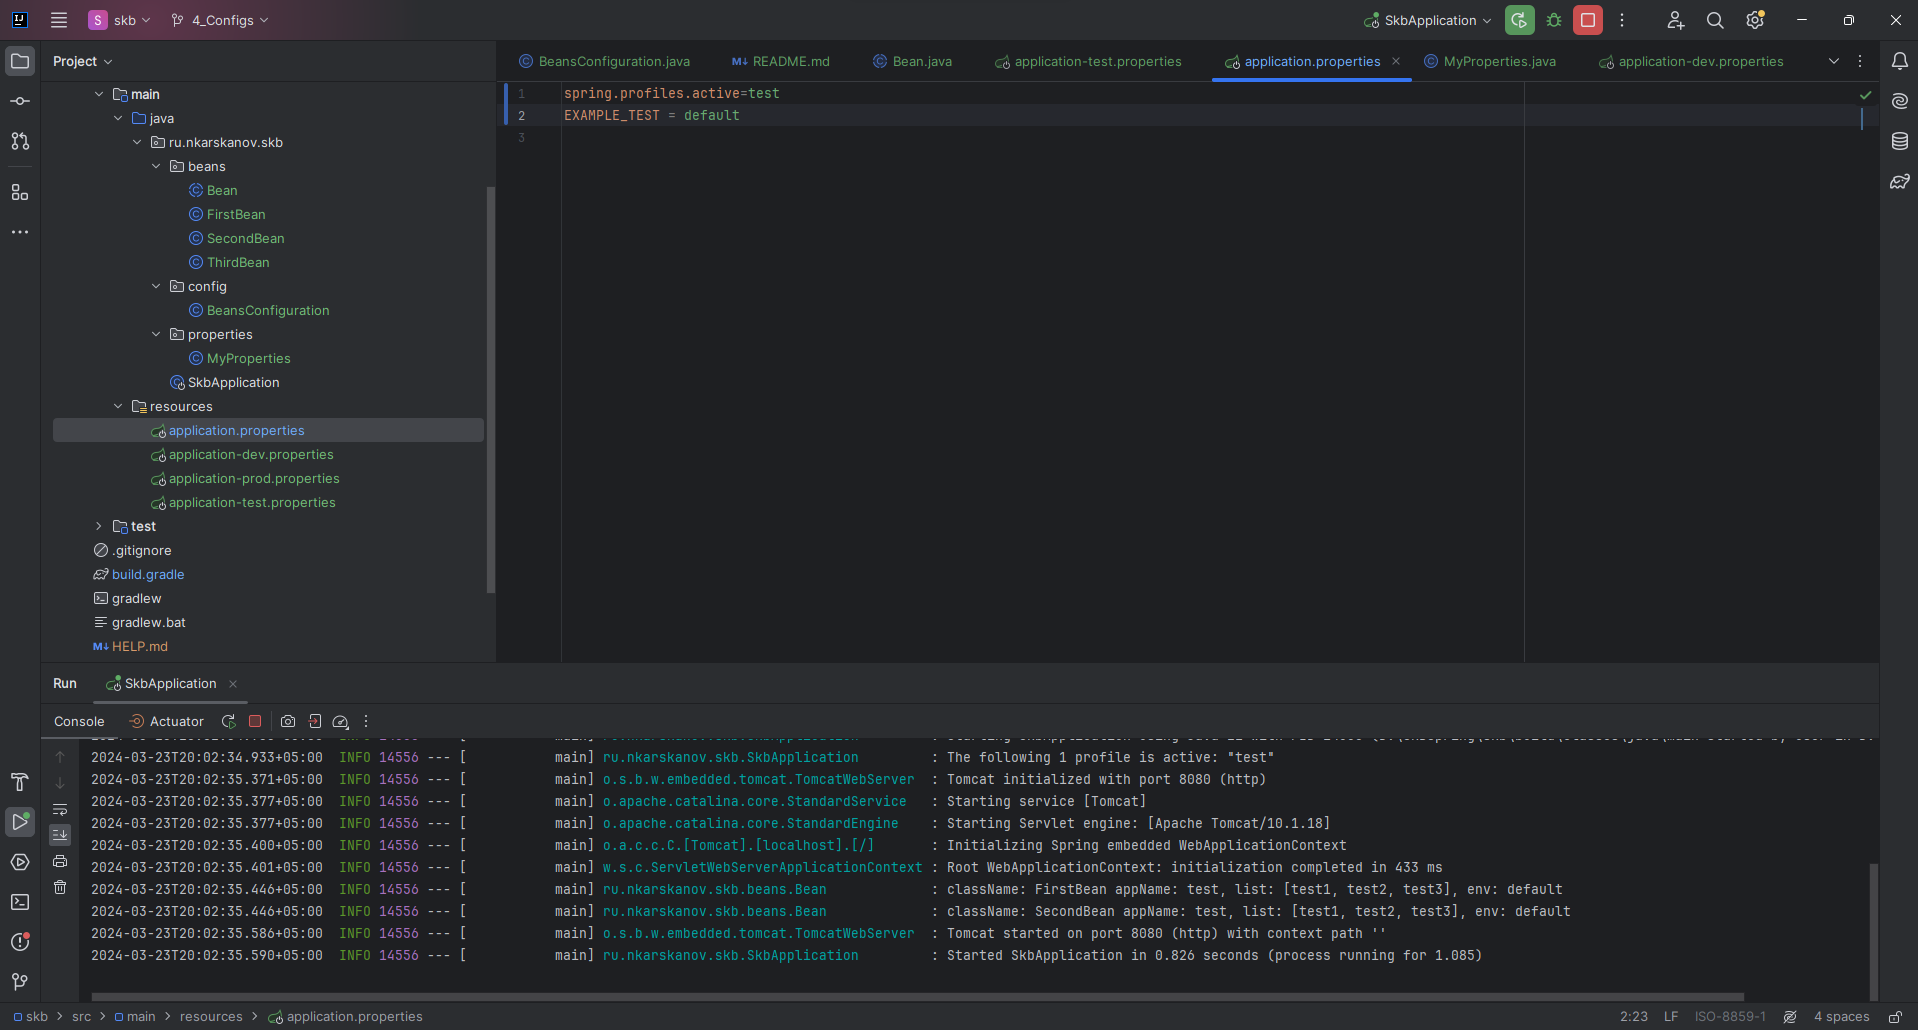 skb
4_Configs
SkbApplication
Project
BeansConfiguration.java
README.md
Bean.java
application-test.properties
application.properties
MyProperties.java
application-dev.properties
main
java
ru.nkarskanov.skb
beans
Bean
FirstBean
SecondBean
ThirdBean
config
BeansConfiguration
properties
MyProperties
SkbApplication
resources
application.properties
application-dev.properties
application-prod.properties
application-test.properties
test
.gitignore
build.gradle
gradlew
gradlew.bat
HELP.md
1 spring.profiles.active=test
2 EXAMPLE_TEST = default
3
Run
SkbApplication
Console
Actuator
2024-03-23T20:02:34.933+05:00  INFO 14556 --- [           main] ru.nkarskanov.skb.SkbApplication         : The following 1 profile is active: "test"
2024-03-23T20:02:35.371+05:00  INFO 14556 --- [           main] o.s.b.w.embedded.tomcat.TomcatWebServer  : Tomcat initialized with port 8080 (http)
2024-03-23T20:02:35.377+05:00  INFO 14556 --- [           main] o.apache.catalina.core.StandardService   : Starting service [Tomcat]
2024-03-23T20:02:35.377+05:00  INFO 14556 --- [           main] o.apache.catalina.core.StandardEngine    : Starting Servlet engine: [Apache Tomcat/10.1.18]
2024-03-23T20:02:35.400+05:00  INFO 14556 --- [           main] o.a.c.c.C.[Tomcat].[localhost].[/]       : Initializing Spring embedded WebApplicationContext
2024-03-23T20:02:35.401+05:00  INFO 14556 --- [           main] w.s.c.ServletWebServerApplicationContext : Root WebApplicationContext: initialization completed in 433 ms
2024-03-23T20:02:35.446+05:00  INFO 14556 --- [           main] ru.nkarskanov.skb.beans.Bean             : className: FirstBean appName: test, list: [test1, test2, test3], env: default
2024-03-23T20:02:35.446+05:00  INFO 14556 --- [           main] ru.nkarskanov.skb.beans.Bean             : className: SecondBean appName: test, list: [test1, test2, test3], env: default
2024-03-23T20:02:35.586+05:00  INFO 14556 --- [           main] o.s.b.w.embedded.tomcat.TomcatWebServer  : Tomcat started on port 8080 (http) with context path ''
2024-03-23T20:02:35.590+05:00  INFO 14556 --- [           main] ru.nkarskanov.skb.SkbApplication         : Started SkbApplication in 0.826 seconds (process running for 1.085)
skb > src > main > resources > application.properties
2:23 LF ISO-8859-1 4 spaces